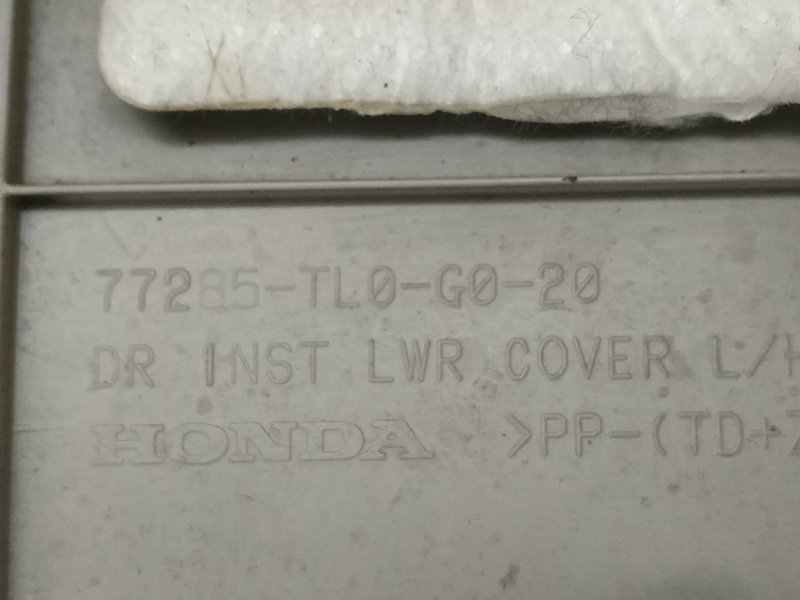 77285-TL0-G0-20
DR INST LWR COVER L/H
HONDA >PP-(TD+